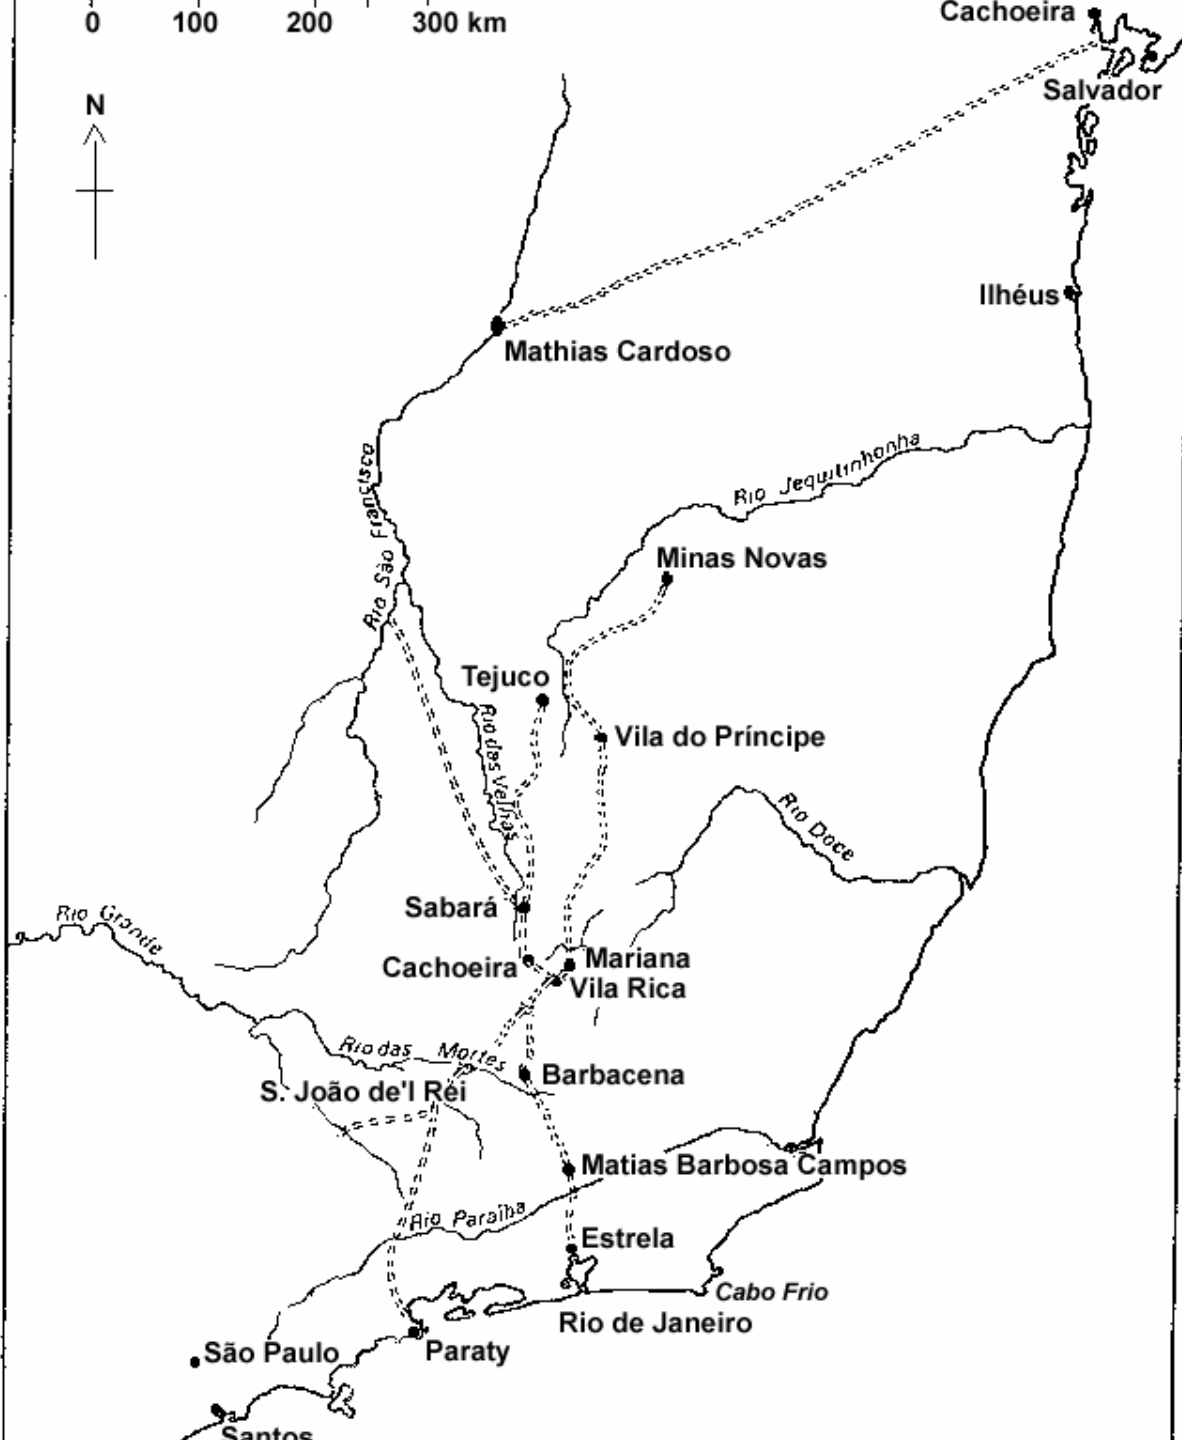 Cachoeira
0 100 200 300 km
Salvador
N
Ilhéus
Mathias Cardoso
Rio São Francisco
Rio Jequitinhonha
Minas Novas
Tejuco
Vila do Príncipe
Rio das Velhas
Rio Doce
Sabará
Rio Grande
Cachoeira
Mariana
Vila Rica
Rio das Mortes
Barbacena
S. João de'l Rei
Matias Barbosa Campos
Rio Paraíba
Estrela
Cabo Frio
Rio de Janeiro
São Paulo
Paraty
Santos